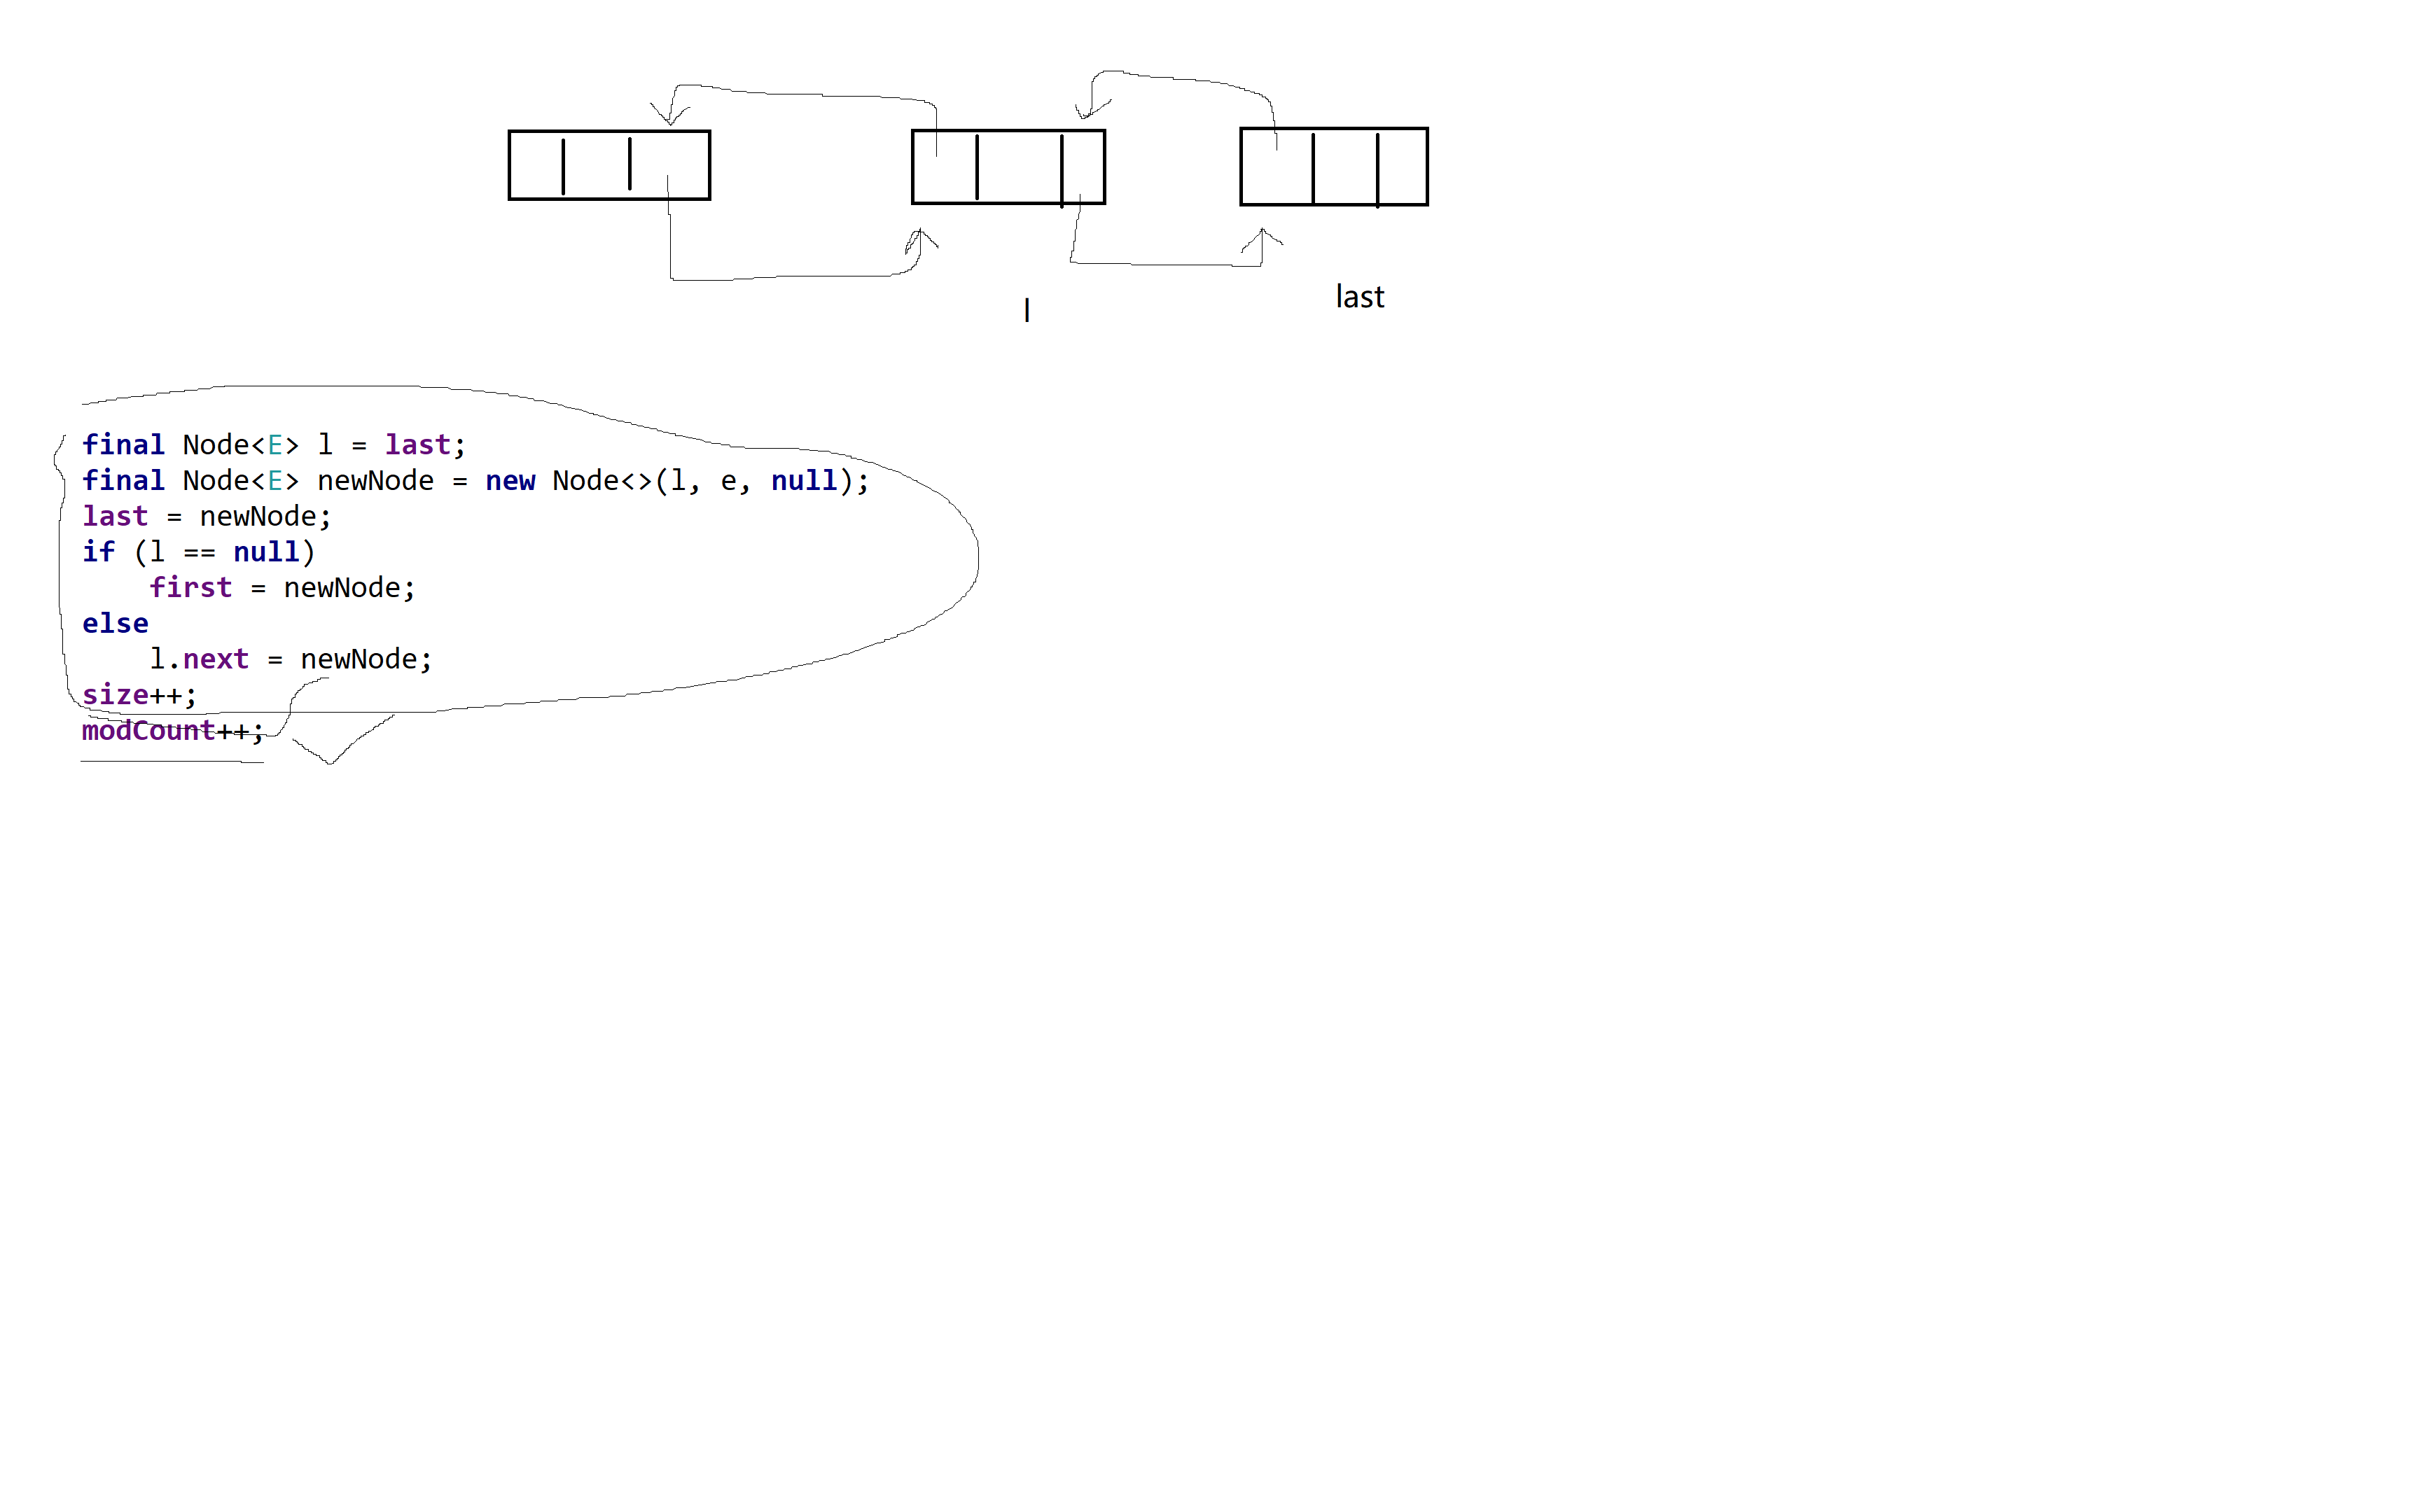 l
last
final Node<E> l = last;
final Node<E> newNode = new Node<>(l, e, null);
last = newNode;
if (l == null)
    first = newNode;
else
    l.next = newNode;
size++;
modCount++;